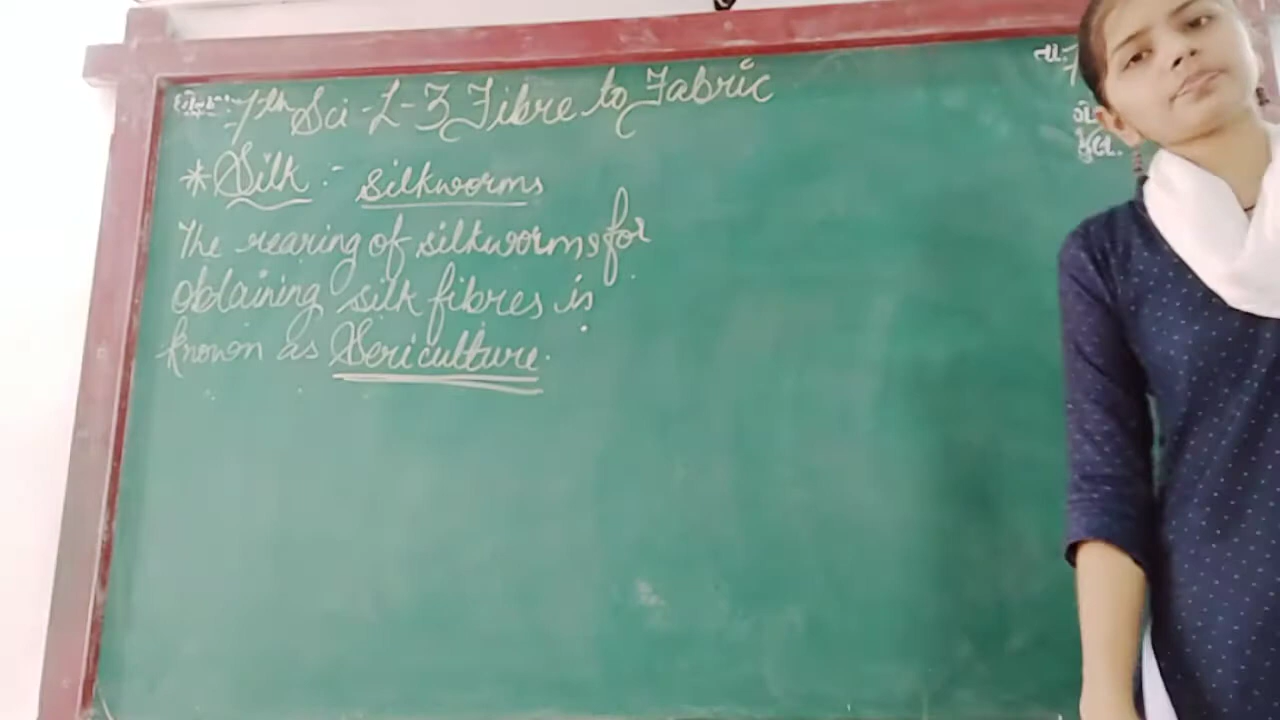 7th Sci - L-3 Fibre to Fabric
તા.
* Silk :- silkworms
The rearing of silkworms for
obtaining silk fibres is
known as Sericulture.